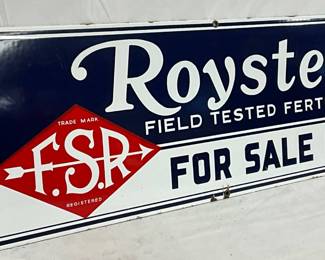 Royste
FIELD TESTED FERT
TRADE MARK
F.S.R
REGISTERED
FOR SALE